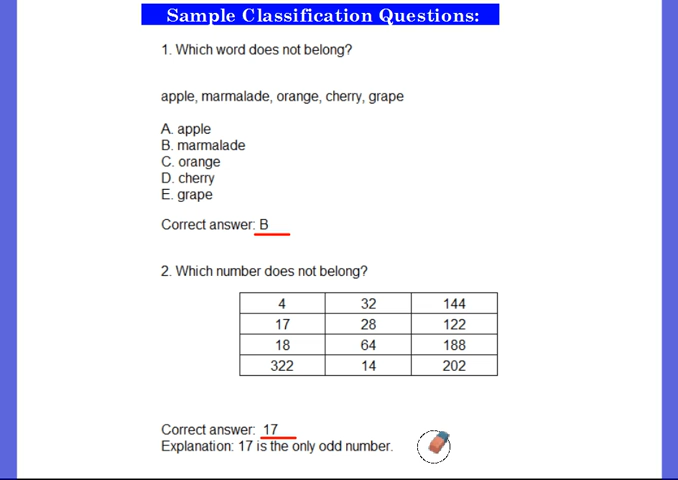 Sample Classification Questions:
1. Which word does not belong?
apple, marmalade, orange, cherry, grape
A. apple
B. marmalade
C. orange
D. cherry
E. grape
Correct answer: B
2. Which number does not belong?
4 32 144
17 28 122
18 64 188
322 14 202
Correct answer: 17
Explanation: 17 is the only odd number.